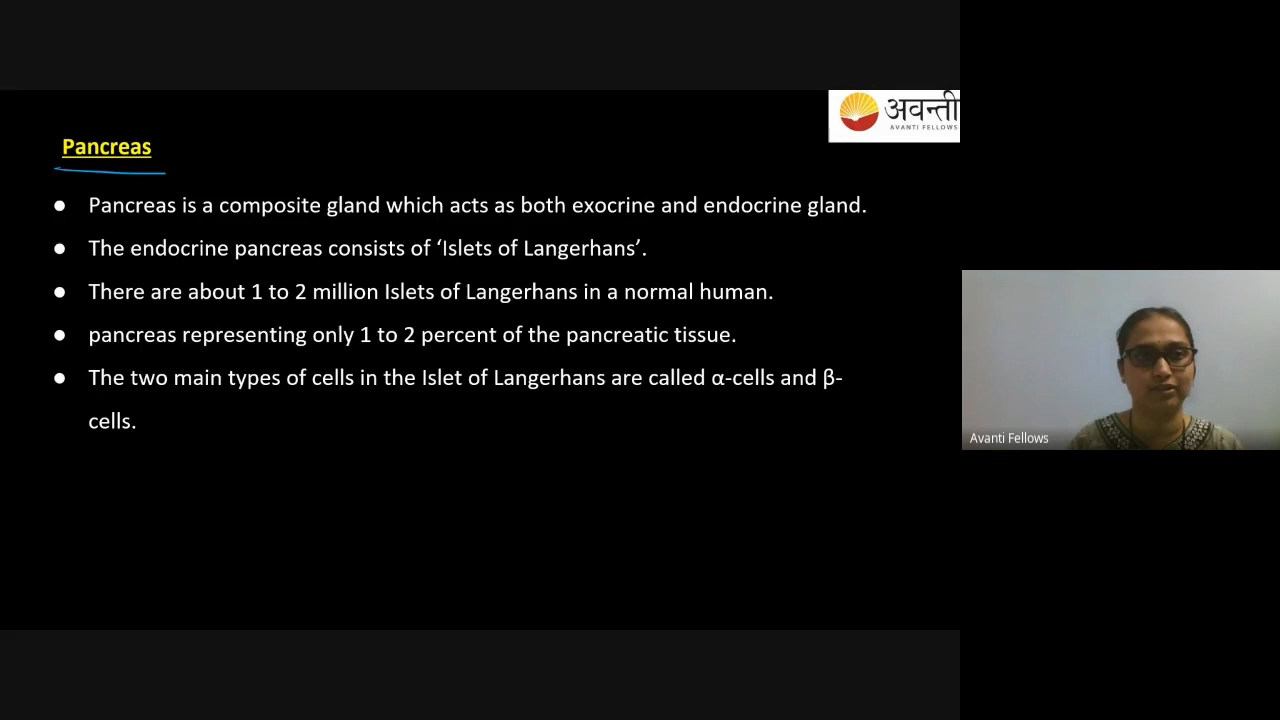 अवन्ती
AVANTI FELLOWS
Pancreas
● Pancreas is a composite gland which acts as both exocrine and endocrine gland.
● The endocrine pancreas consists of ‘Islets of Langerhans’.
● There are about 1 to 2 million Islets of Langerhans in a normal human.
● pancreas representing only 1 to 2 percent of the pancreatic tissue.
● The two main types of cells in the Islet of Langerhans are called α-cells and β-
cells.
Avanti Fellows